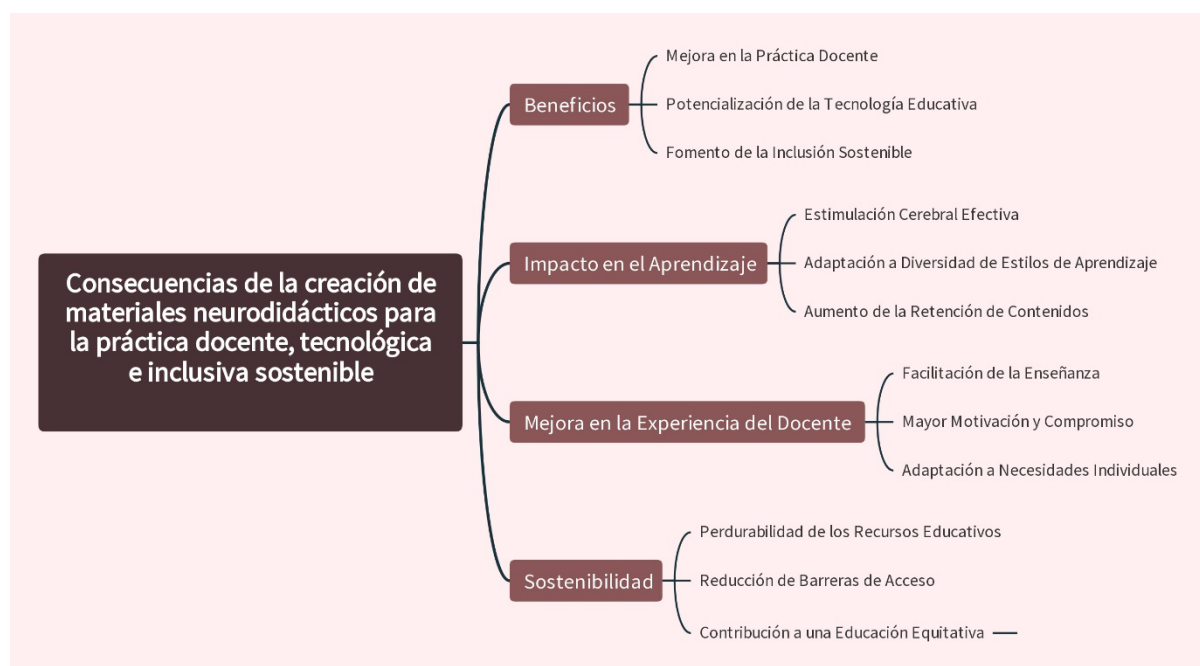 Consecuencias de la creación de
materiales neurodidácticos para
la práctica docente, tecnológica
e inclusiva sostenible
Beneficios
Mejora en la Práctica Docente
Potencialización de la Tecnología Educativa
Fomento de la Inclusión Sostenible
Impacto en el Aprendizaje
Estimulación Cerebral Efectiva
Adaptación a Diversidad de Estilos de Aprendizaje
Aumento de la Retención de Contenidos
Mejora en la Experiencia del Docente
Facilitación de la Enseñanza
Mayor Motivación y Compromiso
Adaptación a Necesidades Individuales
Sostenibilidad
Perdurabilidad de los Recursos Educativos
Reducción de Barreras de Acceso
Contribución a una Educación Equitativa